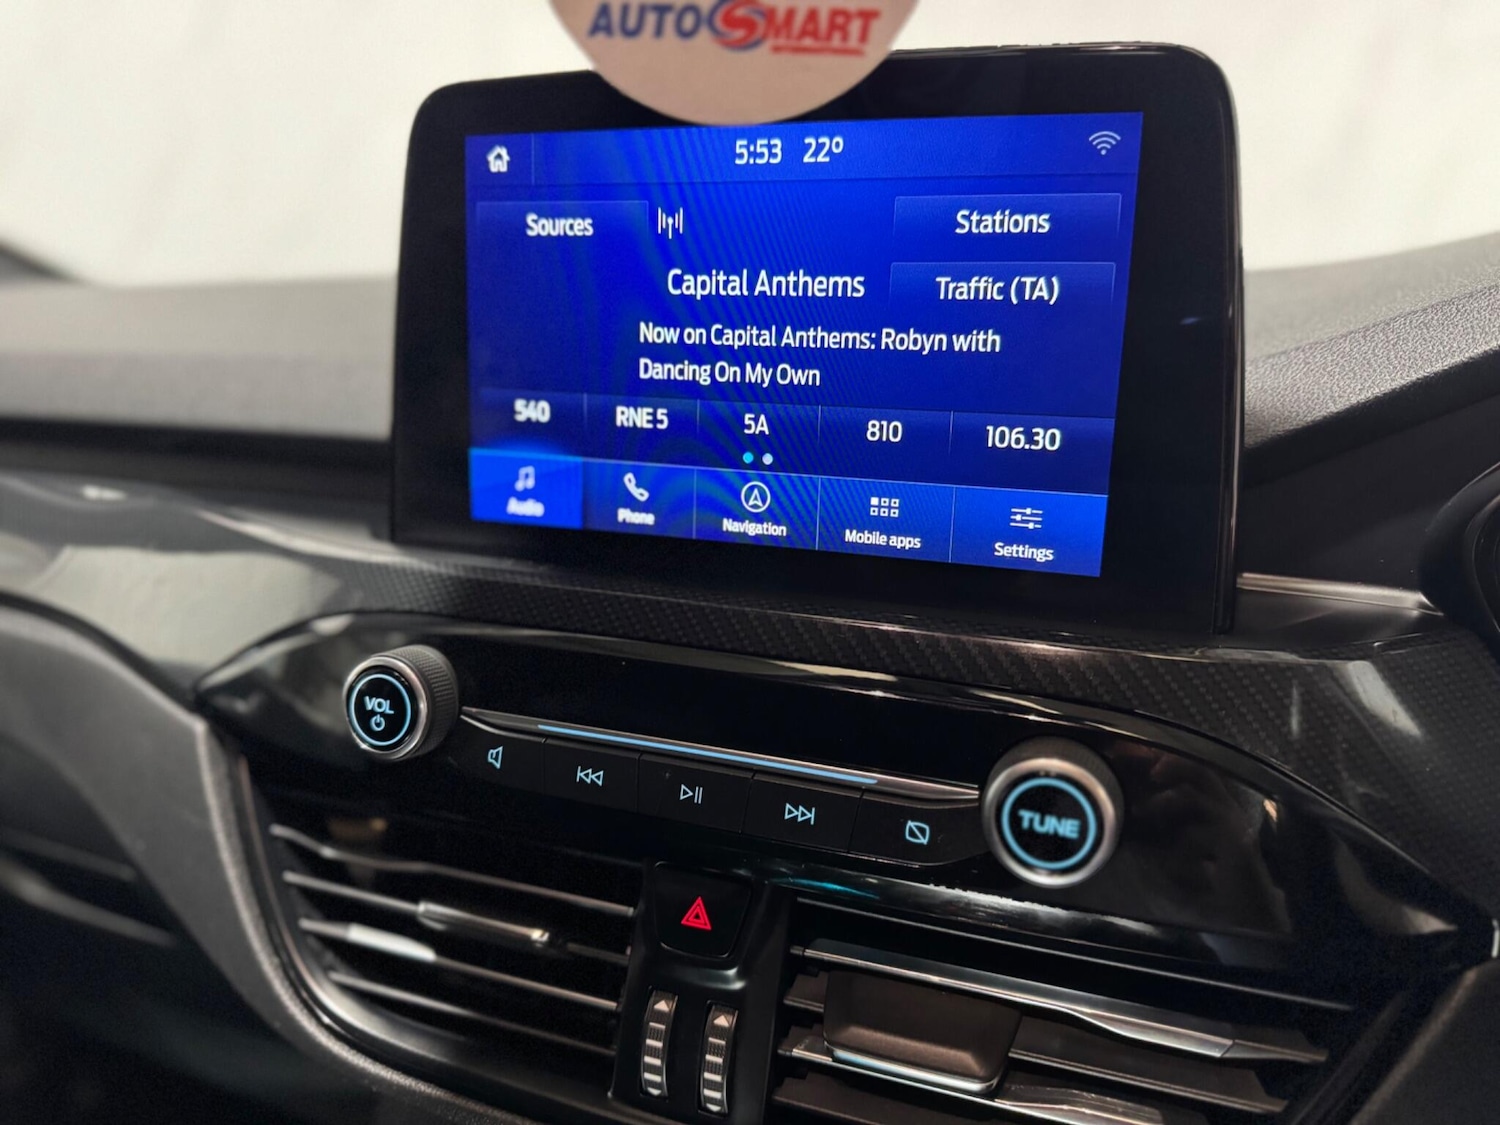 AUTOSMART
5:53 22°
Sources
Stations
Capital Anthems
Traffic (TA)
Now on Capital Anthems: Robyn with
Dancing On My Own
540 RNE 5 5A 810 106.30
Audio Phone Navigation Mobile apps Settings
VOL
TUNE